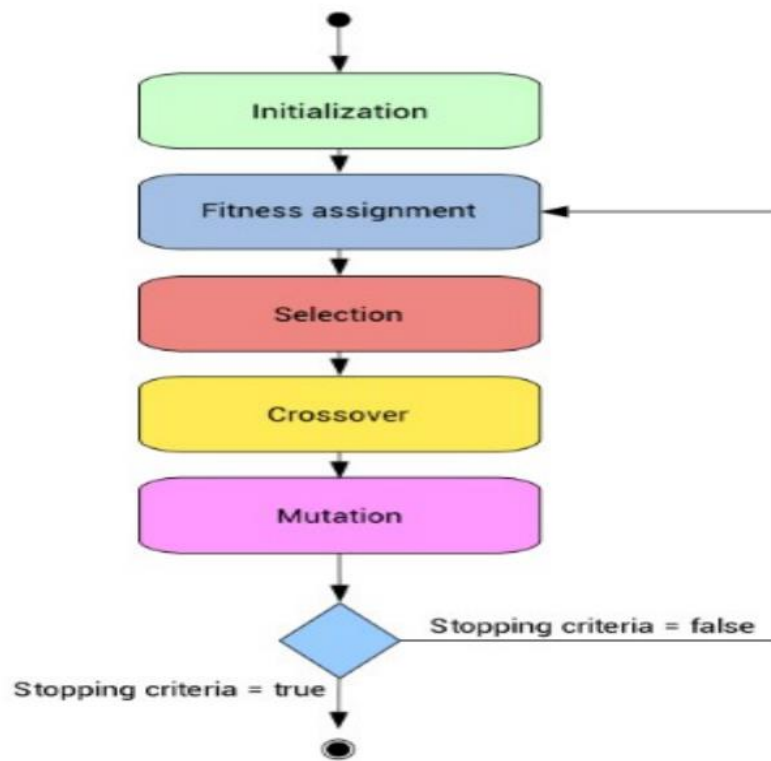 Initialization
Fitness assignment
Selection
Crossover
Mutation
Stopping criteria = false
Stopping criteria = true